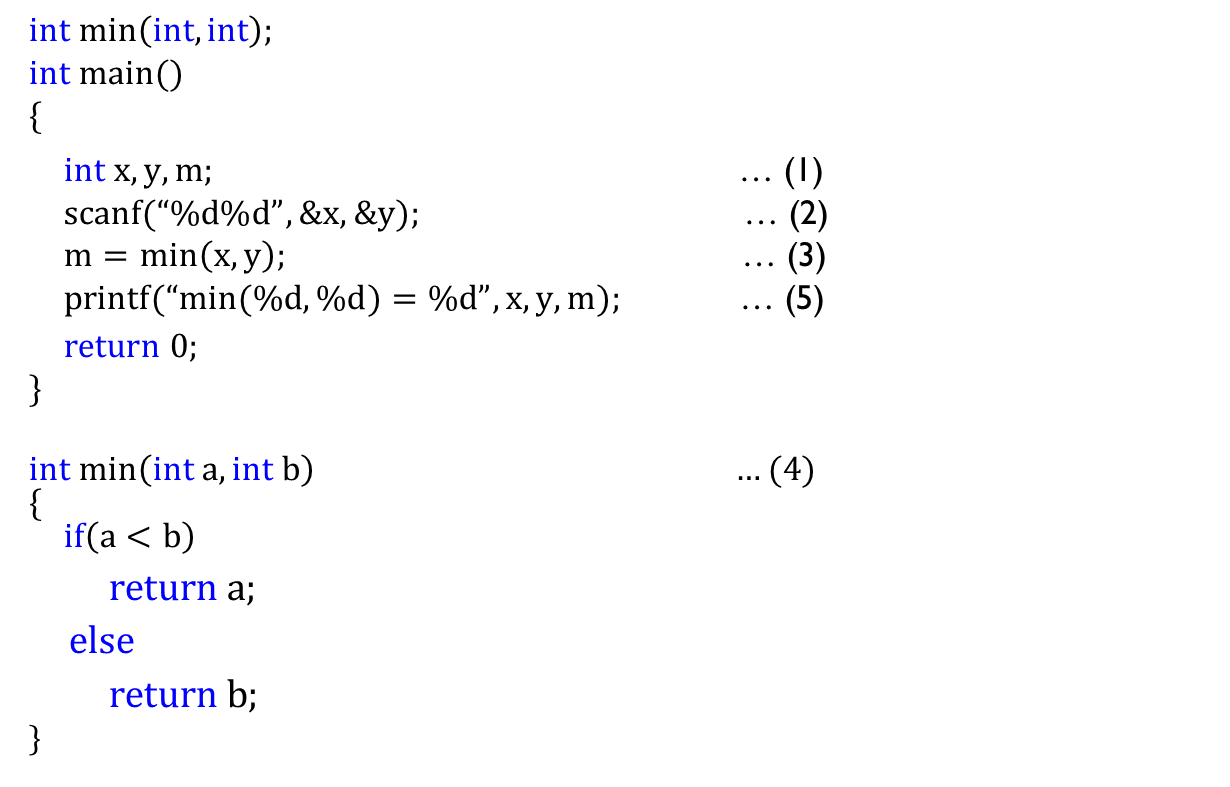 int min(int, int);
int main()
{
int x, y, m; … (1)
scanf(“%d%d”, &x, &y); … (2)
m = min(x, y); … (3)
printf(“min(%d, %d) = %d”, x, y, m); … (5)
return 0;
}
int min(int a, int b) … (4)
{
if(a < b)
return a;
else
return b;
}